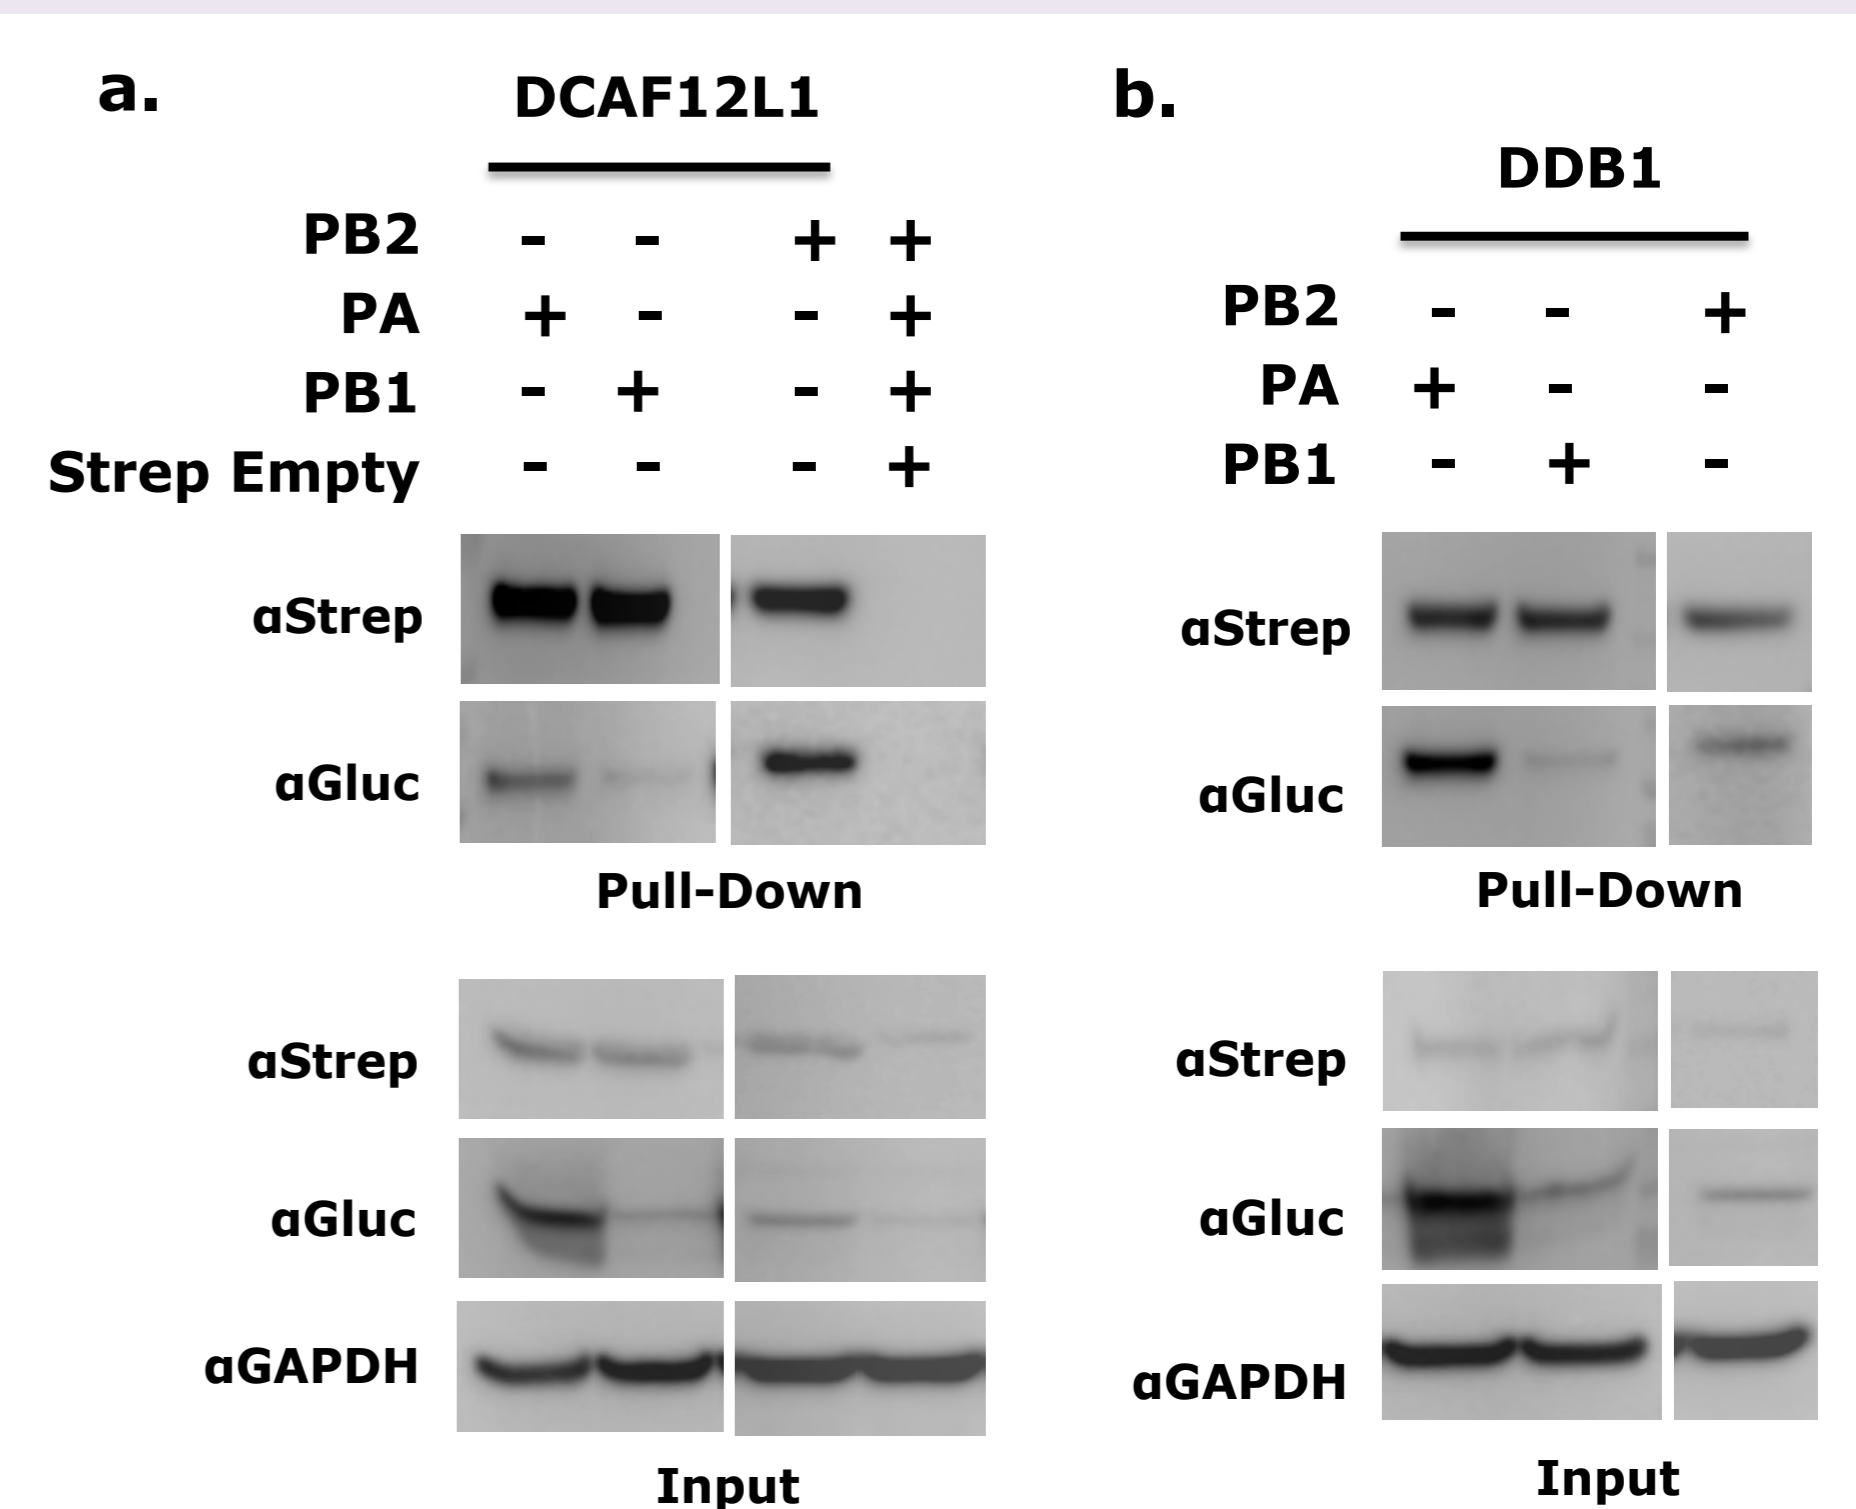 a.
DCAF12L1
PB2 - - + +
PA + - - +
PB1 - + - +
Strep Empty - - - +
αStrep
αGluc
Pull-Down
αStrep
αGluc
αGAPDH
Input
b.
DDB1
PB2 - - +
PA + - -
PB1 - + -
αStrep
αGluc
Pull-Down
αStrep
αGluc
αGAPDH
Input